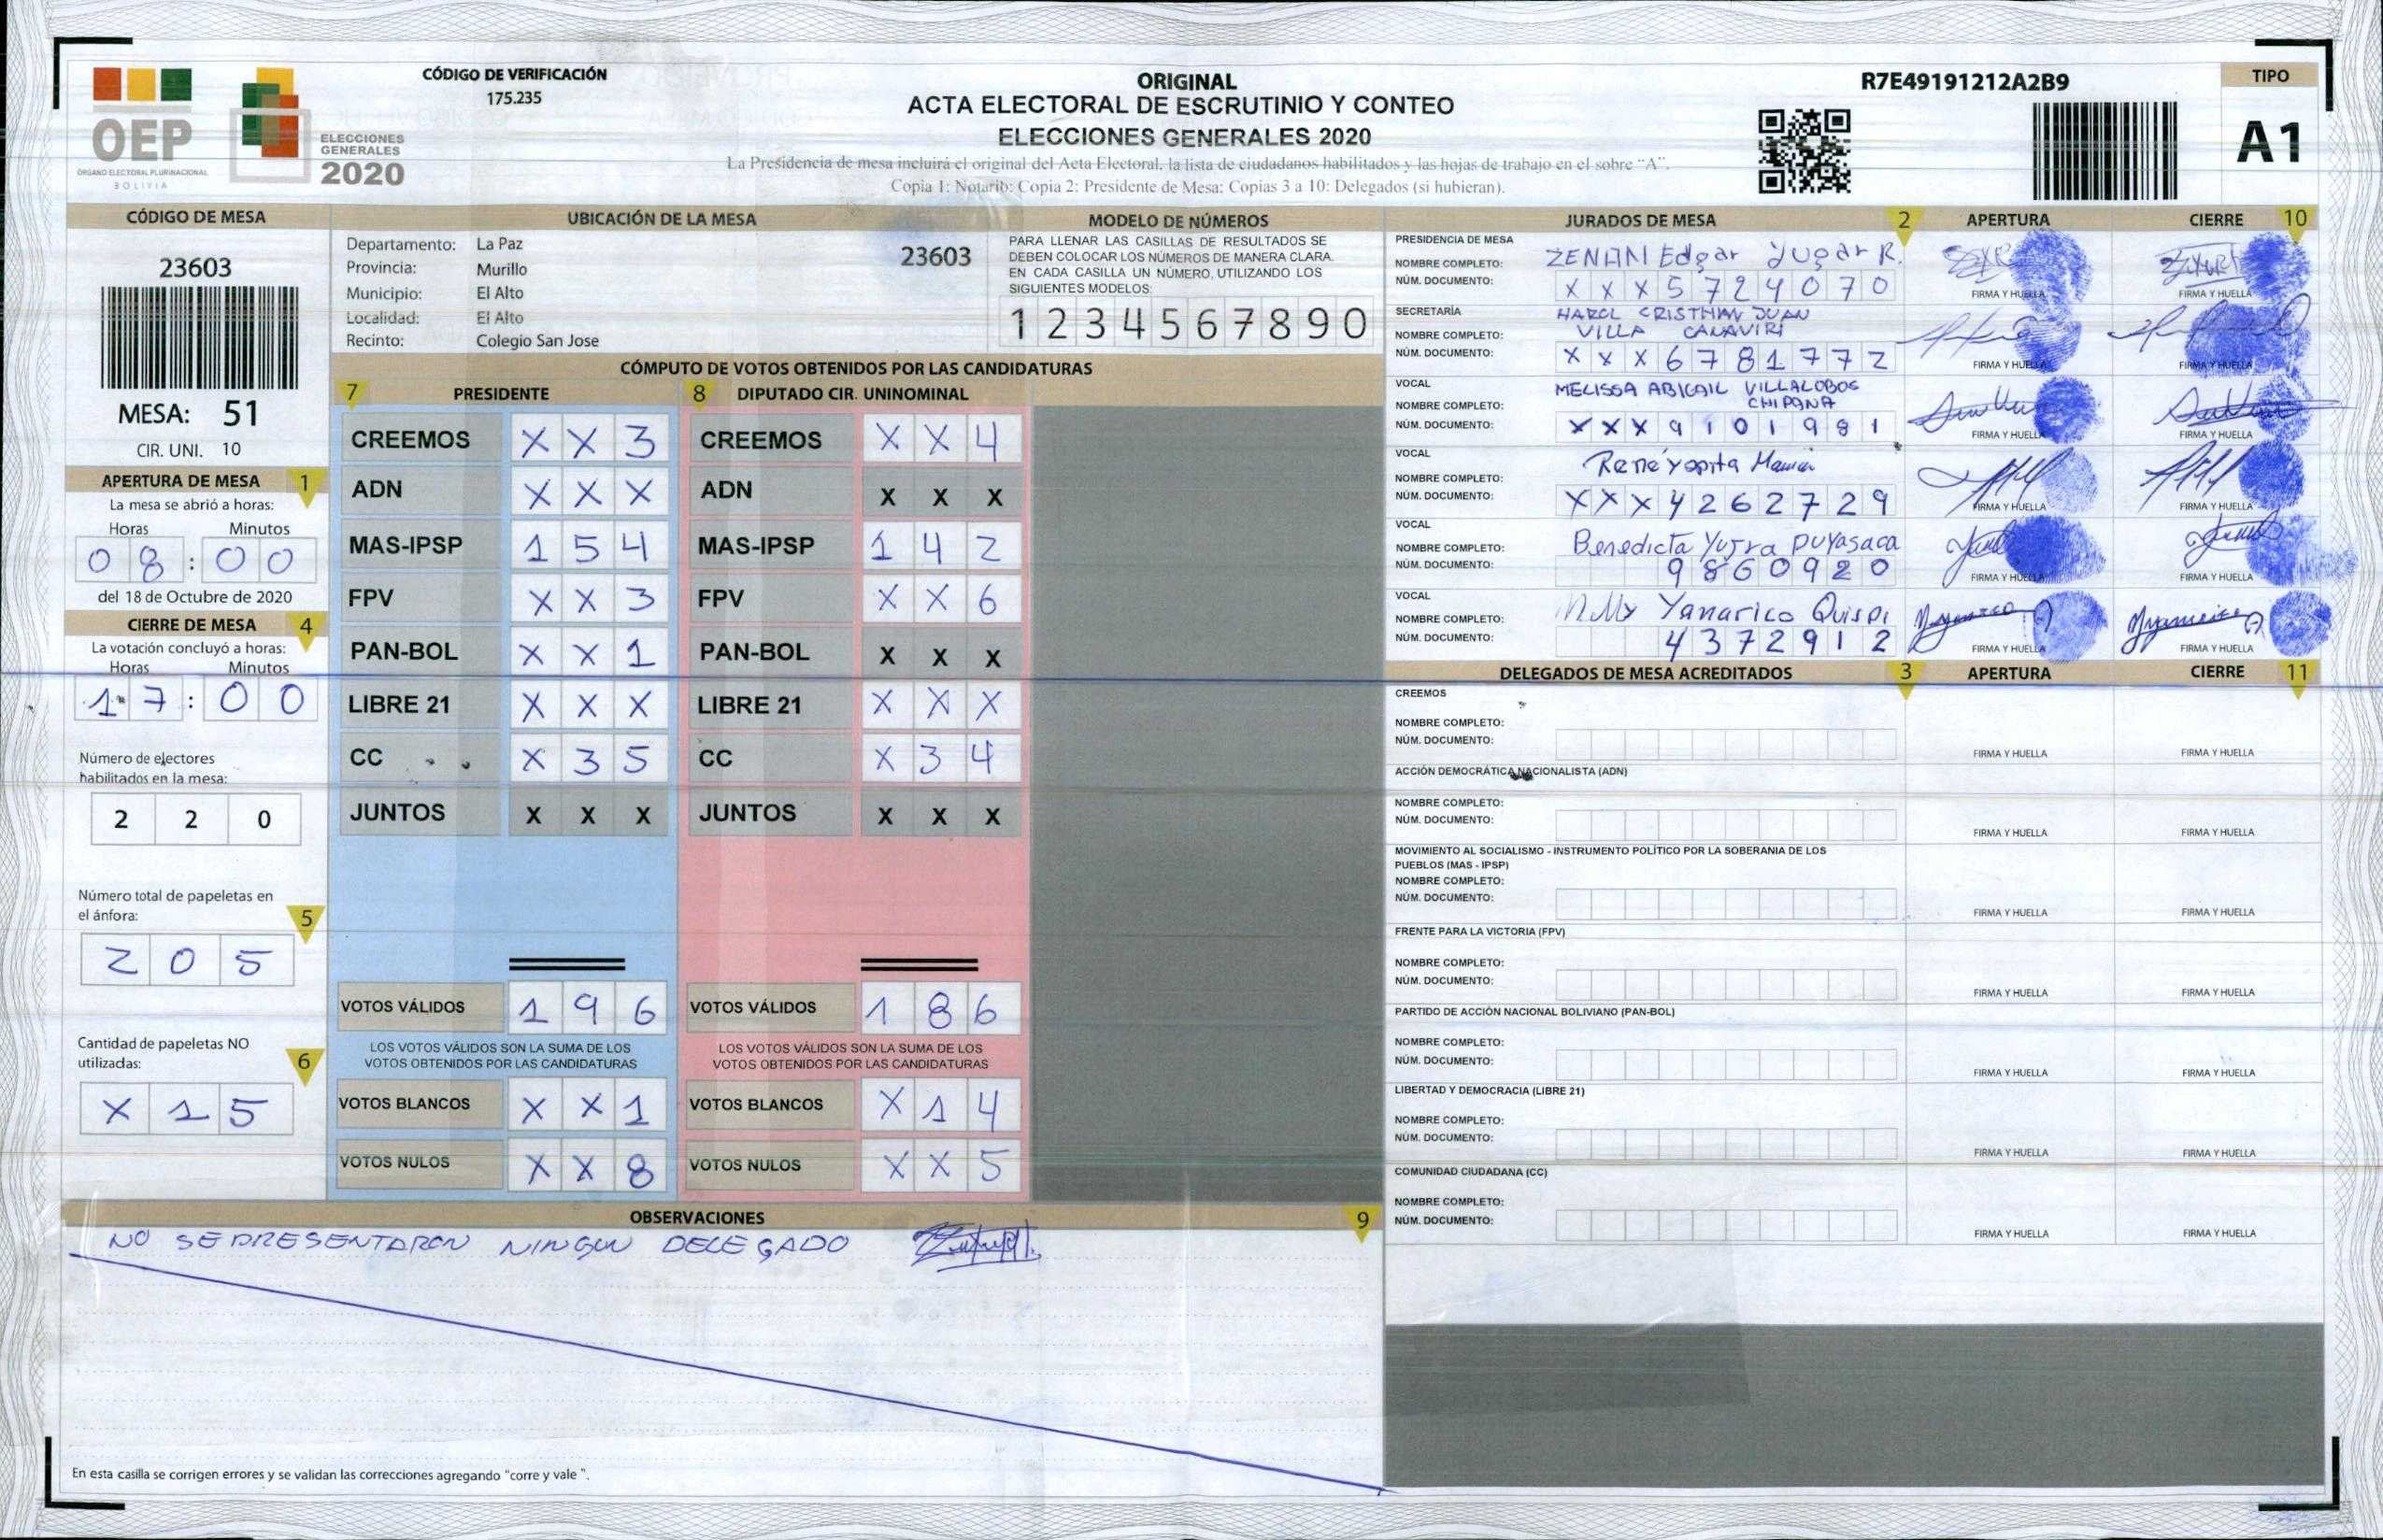 CÓDIGO DE VERIFICACIÓN
175.235
OEP
ÓRGANO ELECTORAL PLURINACIONAL
BOLIVIA
ELECCIONES
GENERALES
2020
ORIGINAL
ACTA ELECTORAL DE ESCRUTINIO Y CONTEO
ELECCIONES GENERALES 2020
La Presidencia de mesa incluirá el original del Acta Electoral, la lista de ciudadanos habilitados y las hojas de trabajo en el sobre "A".
Copia 1: Notario; Copia 2: Presidente de Mesa; Copias 3 a 10: Delegados (si hubieran).
R7E49191212A2B9
TIPO
A1
CÓDIGO DE MESA
23603
MESA: 51
CIR. UNI. 10
APERTURA DE MESA 1
La mesa se abrió a horas:
Horas Minutos
08:00
del 18 de Octubre de 2020
CIERRE DE MESA 4
La votación concluyó a horas:
Horas Minutos
17:00
Número de electores
habilitados en la mesa:
2 2 0
Número total de papeletas en
el ánfora: 5
2 0 5
Cantidad de papeletas NO
utilizadas: 6
X 1 5
UBICACIÓN DE LA MESA
Departamento: La Paz 23603
Provincia: Murillo
Municipio: El Alto
Localidad: El Alto
Recinto: Colegio San Jose
MODELO DE NÚMEROS
PARA LLENAR LAS CASILLAS DE RESULTADOS SE
DEBEN COLOCAR LOS NÚMEROS DE MANERA CLARA.
EN CADA CASILLA UN NÚMERO, UTILIZANDO LOS
SIGUIENTES MODELOS:
1 2 3 4 5 6 7 8 9 0
CÓMPUTO DE VOTOS OBTENIDOS POR LAS CANDIDATURAS
7 PRESIDENTE
CREEMOS X X 3
ADN X X X
MAS-IPSP 1 5 4
FPV X X 3
PAN-BOL X X 1
LIBRE 21 X X X
CC X 3 5
JUNTOS X X X
VOTOS VÁLIDOS 1 9 6
LOS VOTOS VÁLIDOS SON LA SUMA DE LOS
VOTOS OBTENIDOS POR LAS CANDIDATURAS
VOTOS BLANCOS X X 1
VOTOS NULOS X X 8
8 DIPUTADO CIR. UNINOMINAL
CREEMOS X X 4
ADN X X X
MAS-IPSP 1 4 2
FPV X X 6
PAN-BOL X X X
LIBRE 21 X X X
CC X 3 4
JUNTOS X X X
VOTOS VÁLIDOS 1 8 6
LOS VOTOS VÁLIDOS SON LA SUMA DE LOS
VOTOS OBTENIDOS POR LAS CANDIDATURAS
VOTOS BLANCOS X 1 4
VOTOS NULOS X X 5
OBSERVACIONES 9
NO SE PRESENTARON NINGUN DELEGADO
En esta casilla se corrigen errores y se validan las correcciones agregando "corre y vale ".
JURADOS DE MESA 2 APERTURA CIERRE 10
PRESIDENCIA DE MESA
NOMBRE COMPLETO: ZENON Edgar Yugar R.
NÚM. DOCUMENTO: X X X 5 7 2 4 0 7 0
FIRMA Y HUELLA FIRMA Y HUELLA
SECRETARÍA
HAROL CRISTHIAN JUAN
NOMBRE COMPLETO: VILLA CANAVIRI
NÚM. DOCUMENTO: X X X 6 7 8 1 7 7 2
FIRMA Y HUELLA FIRMA Y HUELLA
VOCAL
MELISSA ABIGAIL VILLALOBOS
NOMBRE COMPLETO: CHIPANA
NÚM. DOCUMENTO: X X X 9 1 0 1 9 8 1
FIRMA Y HUELLA FIRMA Y HUELLA
VOCAL
NOMBRE COMPLETO: René
NÚM. DOCUMENTO: X X X 4 2 6 2 7 2 9
FIRMA Y HUELLA FIRMA Y HUELLA
VOCAL
NOMBRE COMPLETO: Benedicta Yujra Puyasaca
NÚM. DOCUMENTO: 9 8 6 0 9 2 0
FIRMA Y HUELLA FIRMA Y HUELLA
VOCAL
NOMBRE COMPLETO: Yanarico Quispi
NÚM. DOCUMENTO: 4 3 7 2 9 1 2
FIRMA Y HUELLA FIRMA Y HUELLA
DELEGADOS DE MESA ACREDITADOS 3 APERTURA CIERRE 11
CREEMOS
NOMBRE COMPLETO:
NÚM. DOCUMENTO:
FIRMA Y HUELLA FIRMA Y HUELLA
ACCIÓN DEMOCRÁTICA NACIONALISTA (ADN)
NOMBRE COMPLETO:
NÚM. DOCUMENTO:
FIRMA Y HUELLA FIRMA Y HUELLA
MOVIMIENTO AL SOCIALISMO - INSTRUMENTO POLÍTICO POR LA SOBERANIA DE LOS
PUEBLOS (MAS - IPSP)
NOMBRE COMPLETO:
NÚM. DOCUMENTO:
FIRMA Y HUELLA FIRMA Y HUELLA
FRENTE PARA LA VICTORIA (FPV)
NOMBRE COMPLETO:
NÚM. DOCUMENTO:
FIRMA Y HUELLA FIRMA Y HUELLA
PARTIDO DE ACCIÓN NACIONAL BOLIVIANO (PAN-BOL)
NOMBRE COMPLETO:
NÚM. DOCUMENTO:
FIRMA Y HUELLA FIRMA Y HUELLA
LIBERTAD Y DEMOCRACIA (LIBRE 21)
NOMBRE COMPLETO:
NÚM. DOCUMENTO:
FIRMA Y HUELLA FIRMA Y HUELLA
COMUNIDAD CIUDADANA (CC)
NOMBRE COMPLETO:
NÚM. DOCUMENTO:
FIRMA Y HUELLA FIRMA Y HUELLA